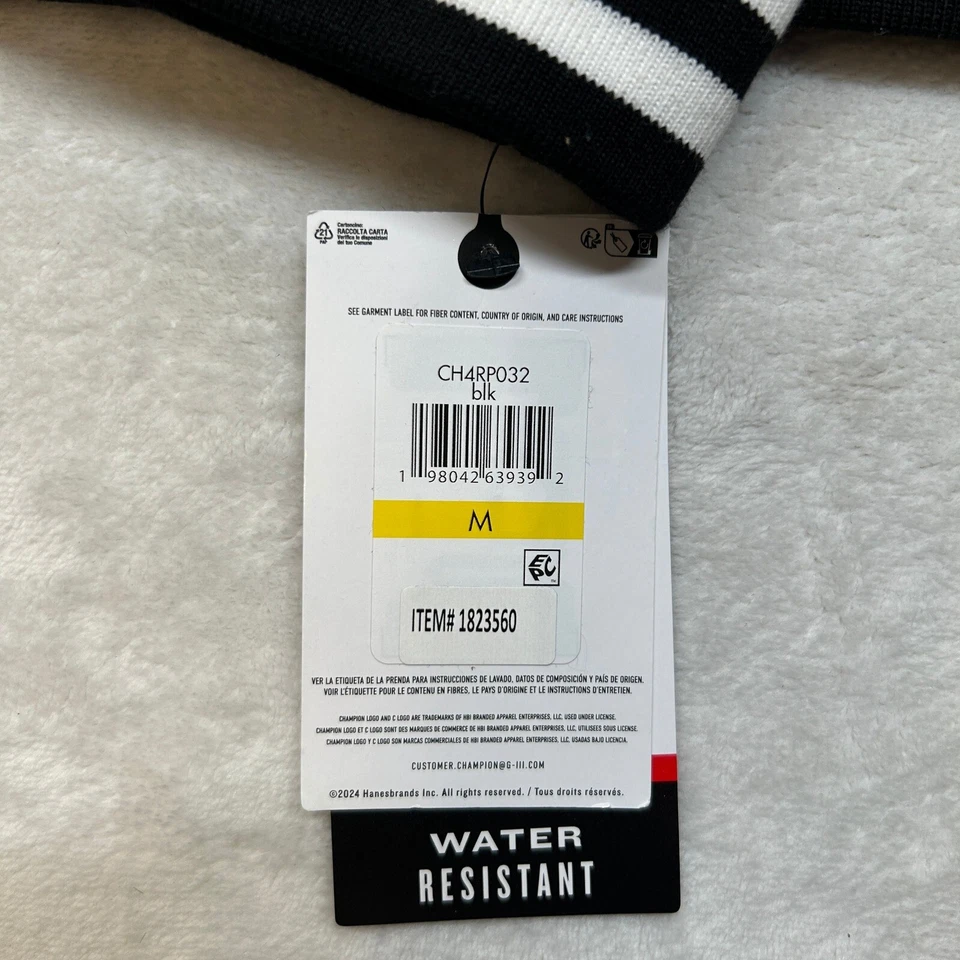 Cartoncino:
RACCOLTA CARTA
Verifica le disposizioni
del tuo Comune
21
PAP
SEE GARMENT LABEL FOR FIBER CONTENT, COUNTRY OF ORIGIN, AND CARE INSTRUCTIONS
CH4RP032
blk
1 98042 63939 2
M
EPC
ITEM# 1823560
VER LA ETIQUETA DE LA PRENDA PARA INSTRUCCIONES DE LAVADO, DATOS DE COMPOSICIÓN Y PAÍS DE ORIGEN.
VOIR L'ÉTIQUETTE POUR LE CONTENU EN FIBRES, LE PAYS D'ORIGINE ET LE INSTRUCTIONS D'ENTRETIEN.
CHAMPION LOGO AND C LOGO ARE TRADEMARKS OF HBI BRANDED APPAREL ENTERPRISES, LLC, USED UNDER LICENSE.
CHAMPION LOGO ET C LOGO SONT DES MARQUES DE COMMERCE DE HBI BRANDED APPAREL ENTERPRISES, LLC, UTILISEES SOUS LICENSE.
CHAMPION LOGO Y C LOGO SON MARCAS COMMERCIALES DE HBI BRANDED APPAREL ENTERPRISES, LLC, USADAS BAJO LICENCIA.
CUSTOMER.CHAMPION@G-III.COM
©2024 Hanesbrands Inc. All rights reserved. / Tous droits réservés.
WATER
RESISTANT